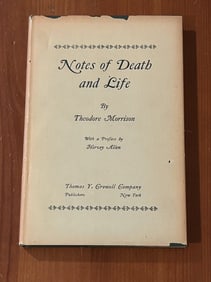 Notes of Death
and Life
By
Theodore Morrison
With a Preface by
Hervey Allen
Thomas Y. Crowell Company
Publishers New York